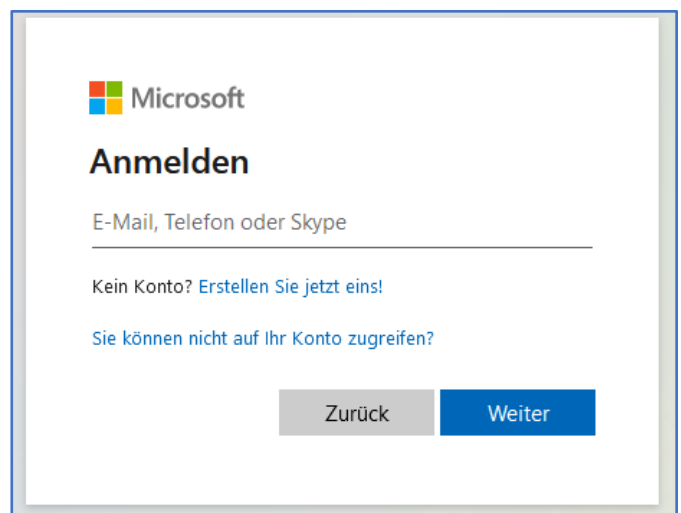 Microsoft
Anmelden
E-Mail, Telefon oder Skype
Kein Konto? Erstellen Sie jetzt eins!
Sie können nicht auf Ihr Konto zugreifen?
Zurück Weiter